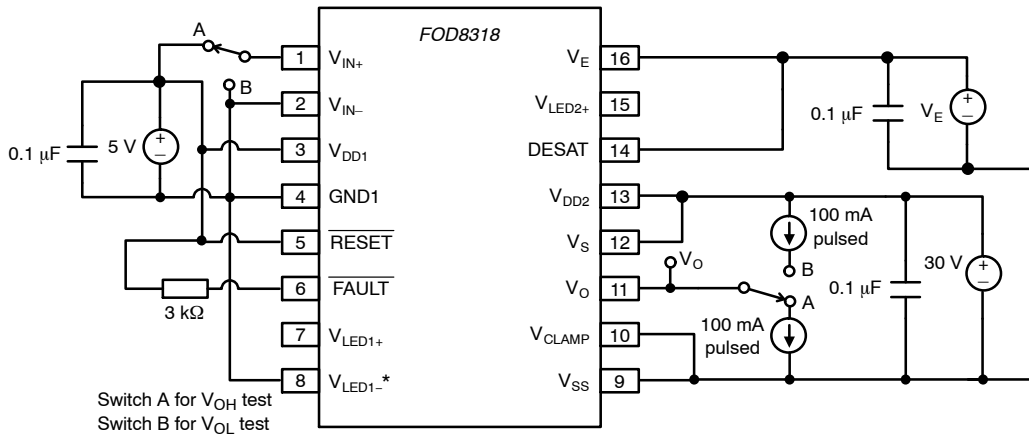 FOD8318
A
B
0.1 μF
5 V
3 kΩ
1 V_IN+
2 V_IN–
3 V_DD1
4 GND1
5 R̅E̅S̅E̅T̅
6 F̅A̅U̅L̅T̅
7 V_LED1+
8 V_LED1–*
V_E 16
V_LED2+ 15
DESAT 14
V_DD2 13
V_S 12
V_O 11
V_CLAMP 10
V_SS 9
0.1 μF
V_E
100 mA
pulsed
B
V_O
A
100 mA
pulsed
0.1 μF
30 V
Switch A for V_OH test
Switch B for V_OL test